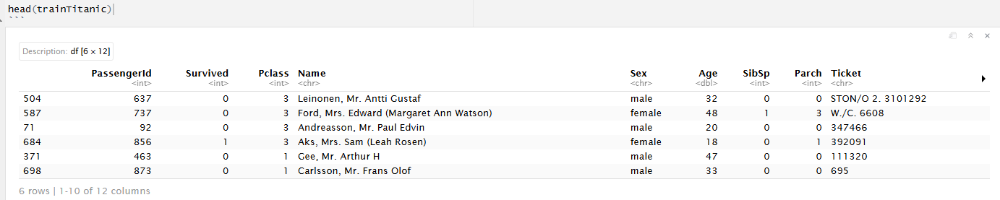 head(trainTitanic)
```
Description: df [6 × 12]
PassengerId Survived Pclass Name Sex Age SibSp Parch Ticket
<int> <int> <int> <chr> <chr> <dbl> <int> <int> <chr>
504 637 0 3 Leinonen, Mr. Antti Gustaf male 32 0 0 STON/O 2. 3101292
587 737 0 3 Ford, Mrs. Edward (Margaret Ann Watson) female 48 1 3 W./C. 6608
71 92 0 3 Andreasson, Mr. Paul Edvin male 20 0 0 347466
684 856 1 3 Aks, Mrs. Sam (Leah Rosen) female 18 0 1 392091
371 463 0 1 Gee, Mr. Arthur H male 47 0 0 111320
698 873 0 1 Carlsson, Mr. Frans Olof male 33 0 0 695
6 rows | 1-10 of 12 columns